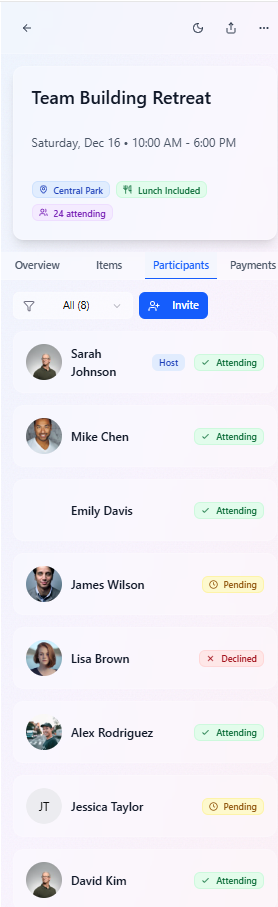 Team Building Retreat
Saturday, Dec 16 • 10:00 AM - 6:00 PM
Central Park
Lunch Included
24 attending
Overview
Items
Participants
Payments
All (8)
Invite
Sarah
Johnson
Host
Attending
Mike Chen
Attending
Emily Davis
Attending
James Wilson
Pending
Lisa Brown
Declined
Alex Rodriguez
Attending
JT
Jessica Taylor
Pending
David Kim
Attending